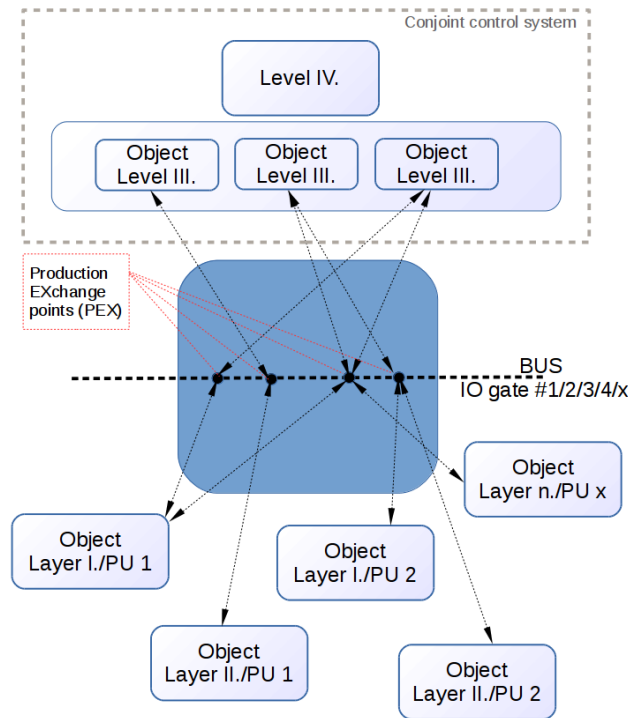 Conjoint control system
Level IV.
Object
Level III.
Object
Level III.
Object
Level III.
Production
EXchange
points (PEX)
BUS
IO gate #1/2/3/4/x
Object
Layer n./PU x
Object
Layer I./PU 1
Object
Layer I./PU 2
Object
Layer II./PU 1
Object
Layer II./PU 2